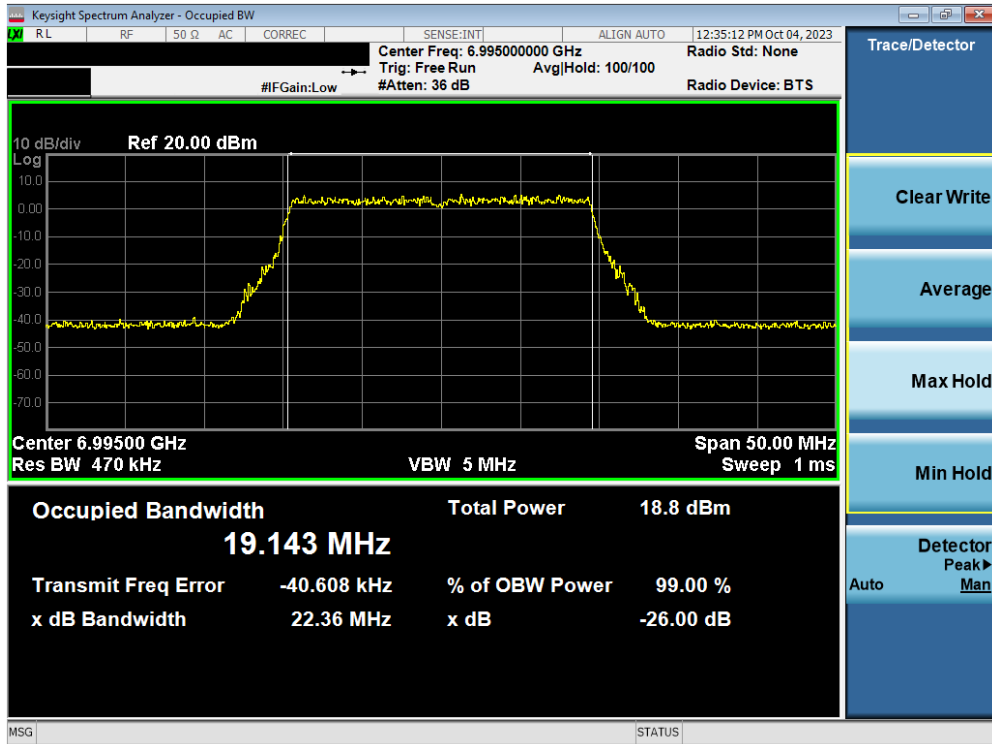 Keysight Spectrum Analyzer - Occupied BW
LXI RL RF 50 Ω AC CORREC SENSE:INT ALIGN AUTO 12:35:12 PM Oct 04, 2023
Center Freq: 6.995000000 GHz Radio Std: None
Trig: Free Run Avg|Hold: 100/100
#IFGain:Low #Atten: 36 dB Radio Device: BTS
10 dB/div Ref 20.00 dBm
Log
10.0
0.00
-10.0
-20.0
-30.0
-40.0
-50.0
-60.0
-70.0
Center 6.99500 GHz Span 50.00 MHz
Res BW 470 kHz VBW 5 MHz Sweep 1 ms
Occupied Bandwidth Total Power 18.8 dBm
19.143 MHz
Transmit Freq Error -40.608 kHz % of OBW Power 99.00 %
x dB Bandwidth 22.36 MHz x dB -26.00 dB
MSG STATUS
Trace/Detector
Clear Write
Average
Max Hold
Min Hold
Detector
Peak▶
Auto Man